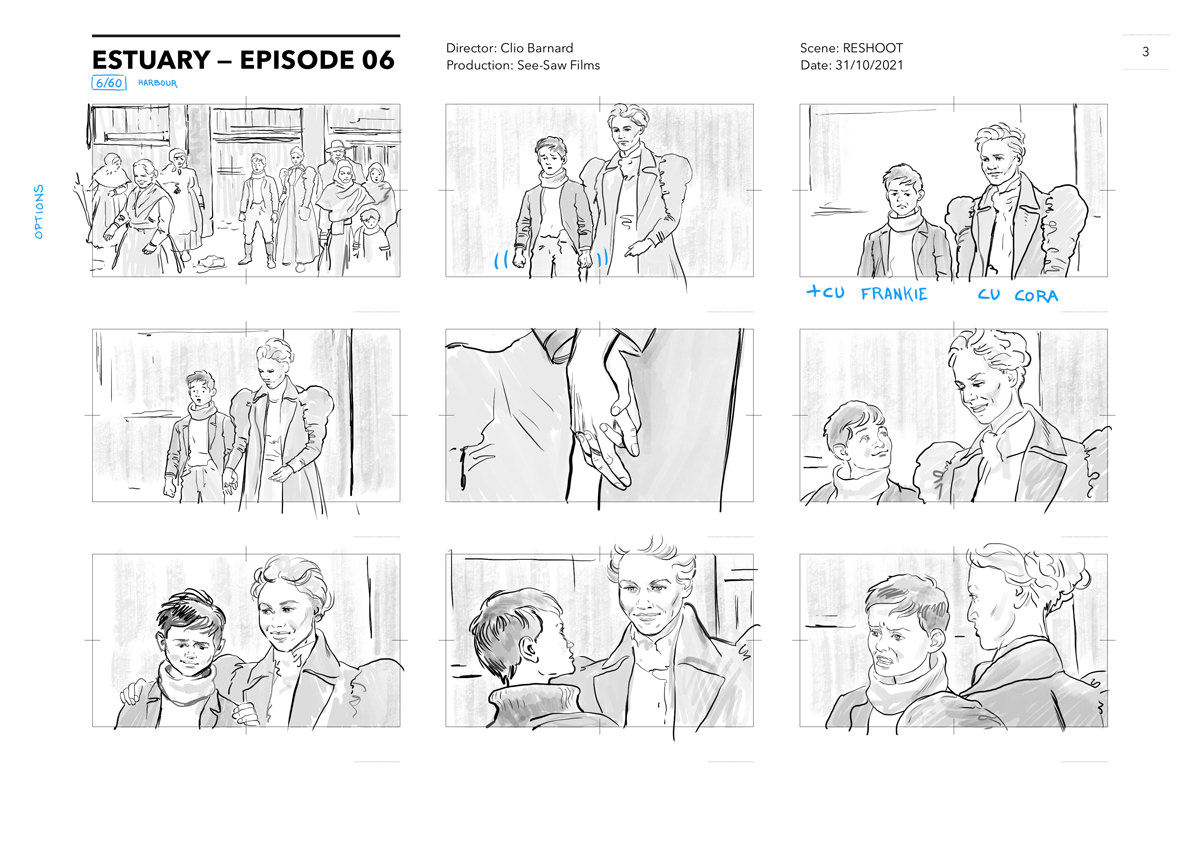 ESTUARY – EPISODE 06
6/60 HARBOUR
Director: Clio Barnard
Production: See-Saw Films
Scene: RESHOOT
Date: 31/10/2021
3
OPTIONS
+CU FRANKIE CU CORA